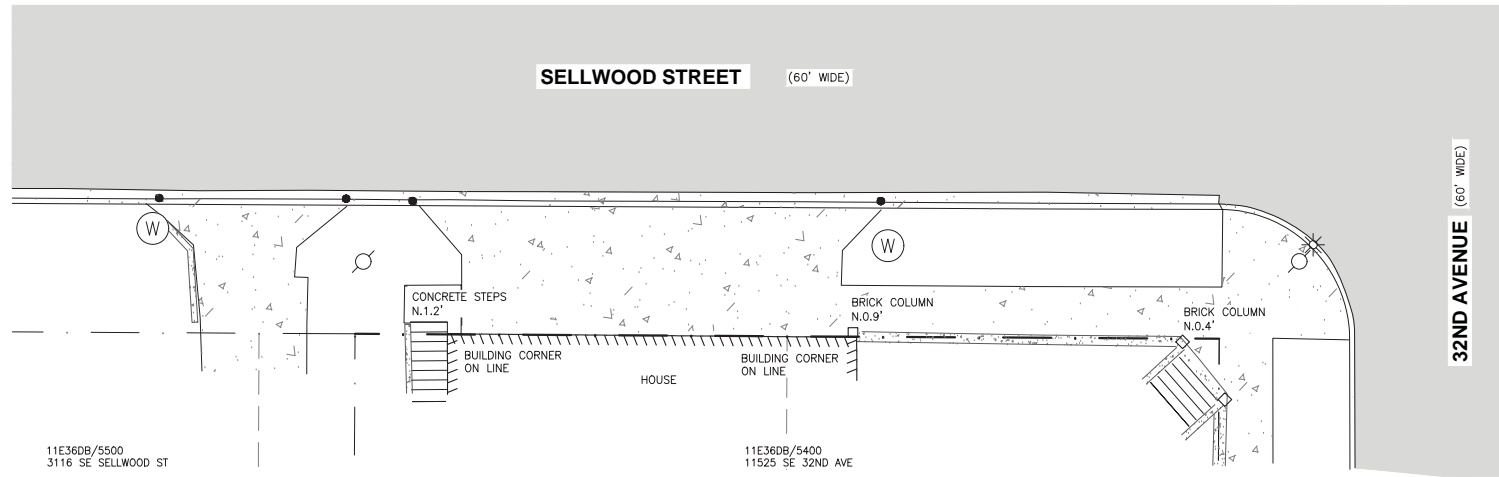 SELLWOOD STREET (60' WIDE)
32ND AVENUE (60' WIDE)
W
W
CONCRETE STEPS
N.1.2'
BRICK COLUMN
N.0.9'
BRICK COLUMN
N.0.4'
BUILDING CORNER
ON LINE
BUILDING CORNER
ON LINE
HOUSE
11E36DB/5500
3116 SE SELLWOOD ST
11E36DB/5400
11525 SE 32ND AVE